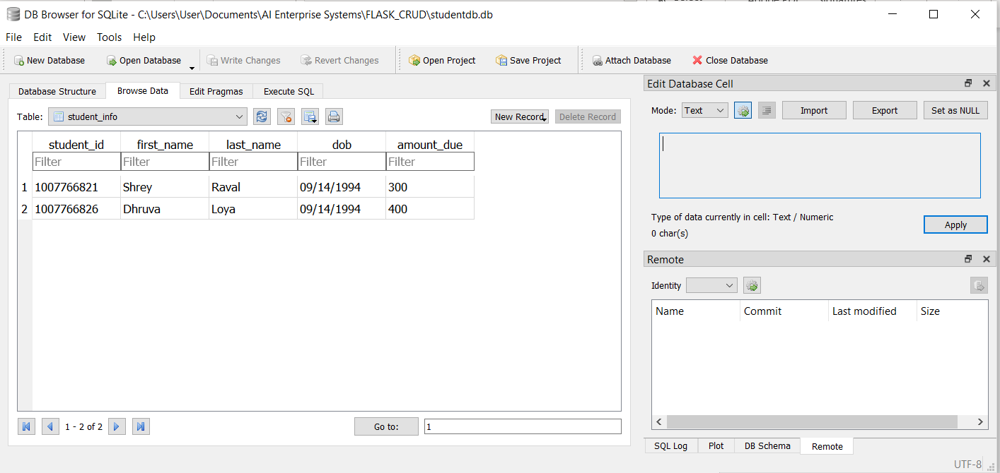 DB Browser for SQLite - C:\Users\User\Documents\AI Enterprise Systems\FLASK_CRUD\studentdb.db
File Edit View Tools Help
New Database Open Database Write Changes Revert Changes Open Project Save Project Attach Database Close Database
Database Structure Browse Data Edit Pragmas Execute SQL
Table: student_info New Record Delete Record
student_id first_name last_name dob amount_due
Filter Filter Filter Filter Filter
1 1007766821 Shrey Raval 09/14/1994 300
2 1007766826 Dhruva Loya 09/14/1994 400
1 - 2 of 2 Go to: 1
Edit Database Cell
Mode: Text Import Export Set as NULL
Type of data currently in cell: Text / Numeric
0 char(s)
Apply
Remote
Identity
Name Commit Last modified Size
SQL Log Plot DB Schema Remote
UTF-8